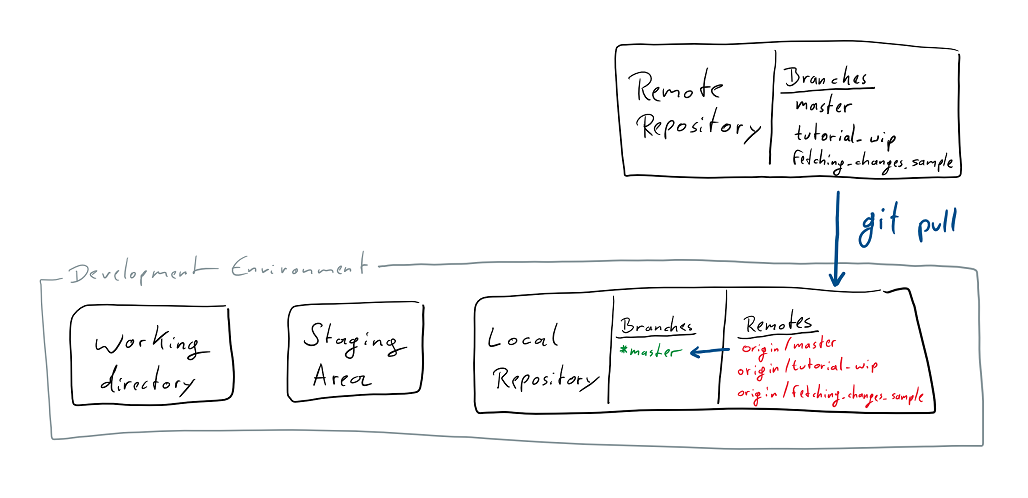 Remote
Repository
Branches
master
tutorial_wip
fetching_changes_sample
git pull
Development Environment
Working
directory
Staging
Area
Local
Repository
Branches
*master
Remotes
origin/master
origin/tutorial_wip
origin/fetching_changes_sample